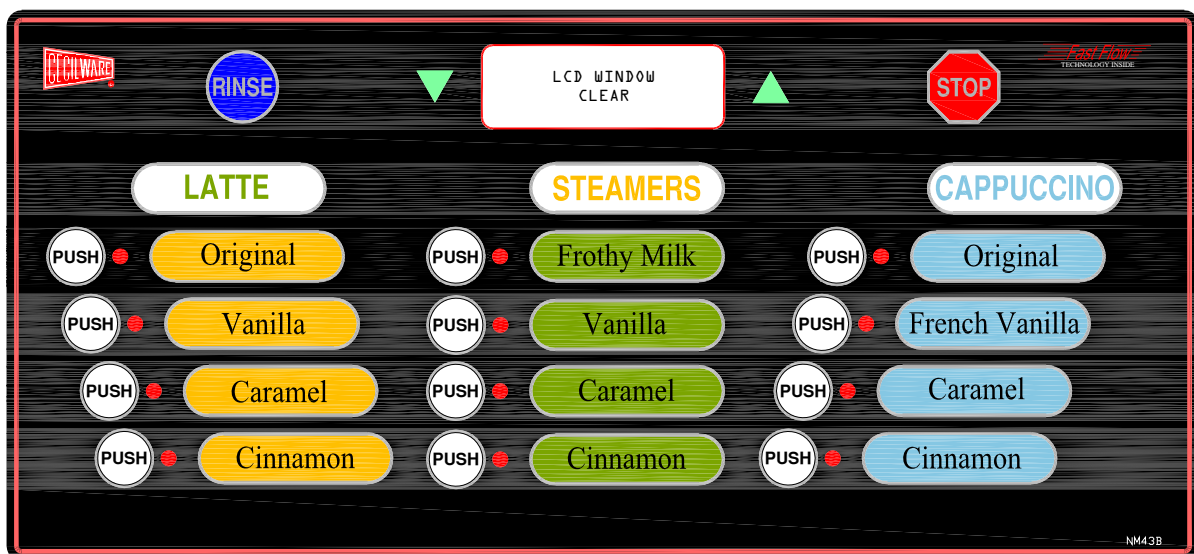 CECILWARE
RINSE
LCD WINDOW
CLEAR
STOP
Fast Flow
TECHNOLOGY INSIDE
LATTE
STEAMERS
CAPPUCCINO
PUSH Original
PUSH Frothy Milk
PUSH Original
PUSH Vanilla
PUSH Vanilla
PUSH French Vanilla
PUSH Caramel
PUSH Caramel
PUSH Caramel
PUSH Cinnamon
PUSH Cinnamon
PUSH Cinnamon
NM43B